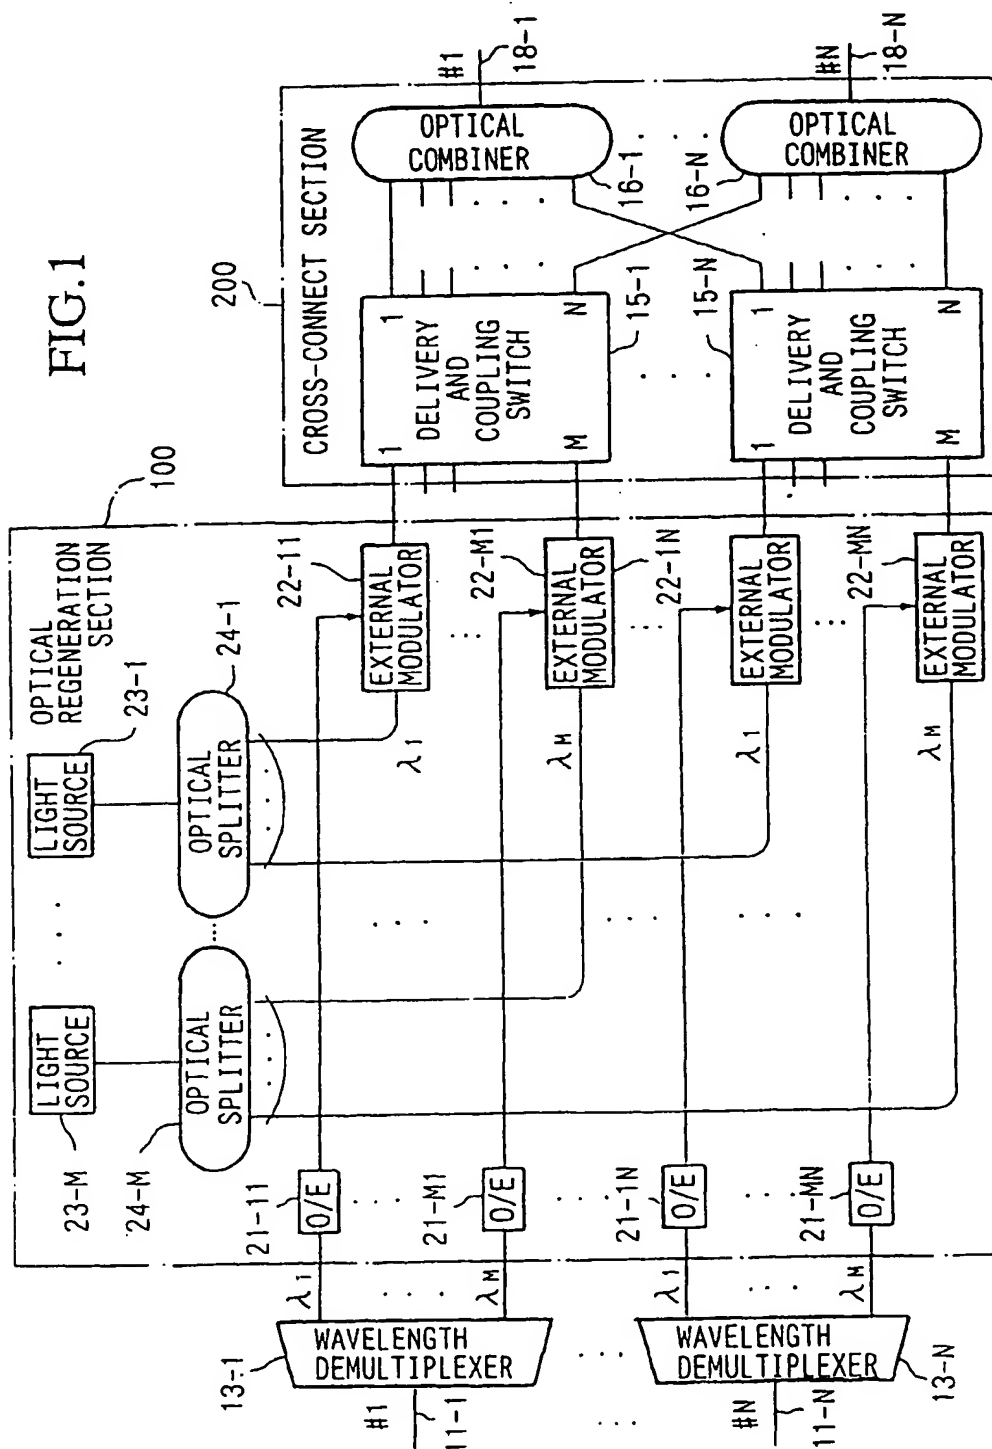 FIG.1
100
OPTICAL
REGENERATION
SECTION
200
CROSS-CONNECT SECTION
23-M
LIGHT
SOURCE
. . .
LIGHT
SOURCE
23-1
24-M
OPTICAL
SPLITTER
OPTICAL
SPLITTER
24-1
#1
11-1
13-1
WAVELENGTH
DEMULTIPLEXER
λ1
λM
21-11
O/E
21-M1
O/E
λ1
22-11
EXTERNAL
MODULATOR
λM
22-M1
EXTERNAL
MODULATOR
1
M
DELIVERY
AND
COUPLING
SWITCH
1
N
15-1
OPTICAL
COMBINER
16-1
#1
18-1
#N
11-N
WAVELENGTH
DEMULTIPLEXER
13-N
λ1
λM
21-1N
O/E
21-MN
O/E
λ1
22-1N
EXTERNAL
MODULATOR
λM
22-MN
EXTERNAL
MODULATOR
15-N
1
M
DELIVERY
AND
COUPLING
SWITCH
1
N
16-N
OPTICAL
COMBINER
#N
18-N